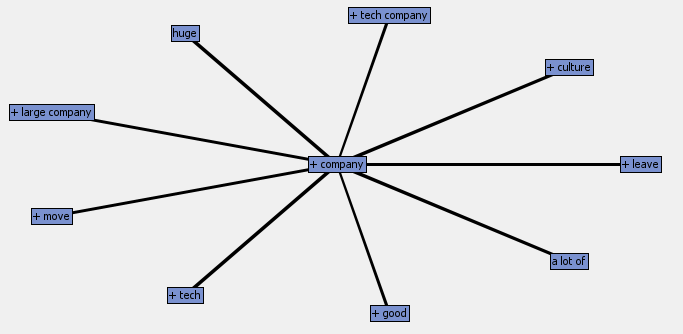 + tech company
huge
+ culture
+ large company
+ company
+ leave
+ move
a lot of
+ tech
+ good